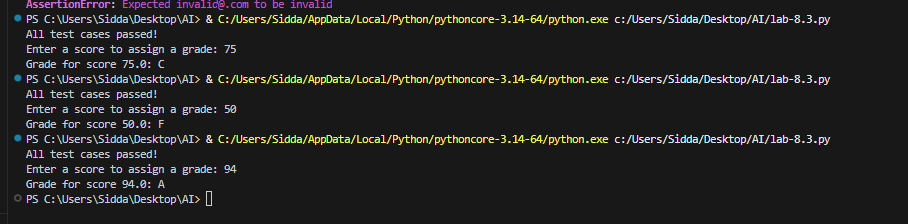 AssertionError: Expected invalid@.com to be invalid
PS C:\Users\Sidda\Desktop\AI> & C:/Users/Sidda/AppData/Local/Python/pythoncore-3.14-64/python.exe c:/Users/Sidda/Desktop/AI/lab-8.3.py
All test cases passed!
Enter a score to assign a grade: 75
Grade for score 75.0: C
PS C:\Users\Sidda\Desktop\AI> & C:/Users/Sidda/AppData/Local/Python/pythoncore-3.14-64/python.exe c:/Users/Sidda/Desktop/AI/lab-8.3.py
All test cases passed!
Enter a score to assign a grade: 50
Grade for score 50.0: F
PS C:\Users\Sidda\Desktop\AI> & C:/Users/Sidda/AppData/Local/Python/pythoncore-3.14-64/python.exe c:/Users/Sidda/Desktop/AI/lab-8.3.py
All test cases passed!
Enter a score to assign a grade: 94
Grade for score 94.0: A
PS C:\Users\Sidda\Desktop\AI>